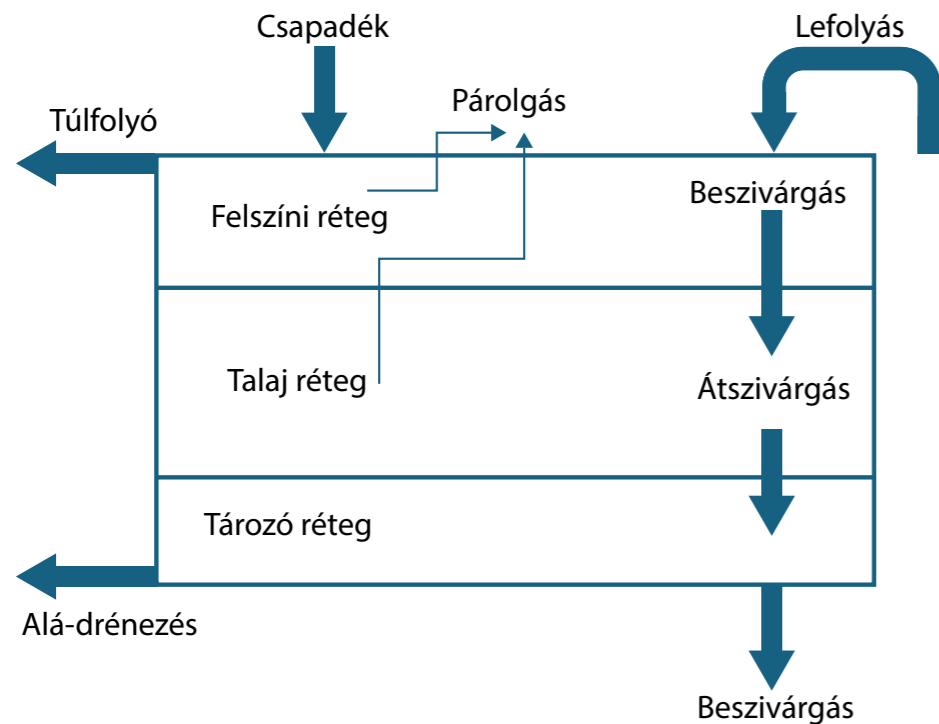 Csapadék
Lefolyás
Párolgás
Túlfolyó
Beszivárgás
Felszíni réteg
Talaj réteg
Átszivárgás
Tározó réteg
Alá-drénezés
Beszivárgás